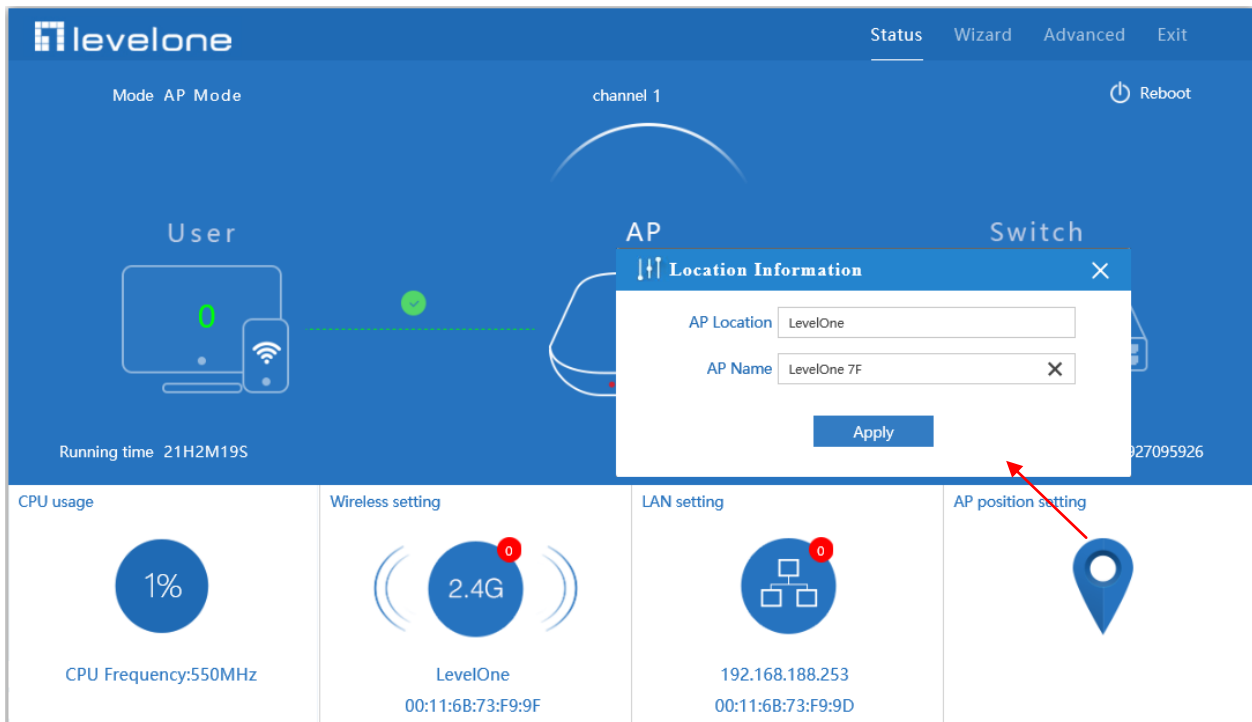 levelone
Status Wizard Advanced Exit
Mode AP Mode
channel 1
Reboot
User
AP
Switch
Location Information
0
AP Location LevelOne
AP Name LevelOne 7F
Apply
Running time 21H2M19S
927095926
CPU usage
Wireless setting
LAN setting
AP position setting
0
0
1%
2.4G
CPU Frequency:550MHz
LevelOne
192.168.188.253
00:11:6B:73:F9:9F
00:11:6B:73:F9:9D